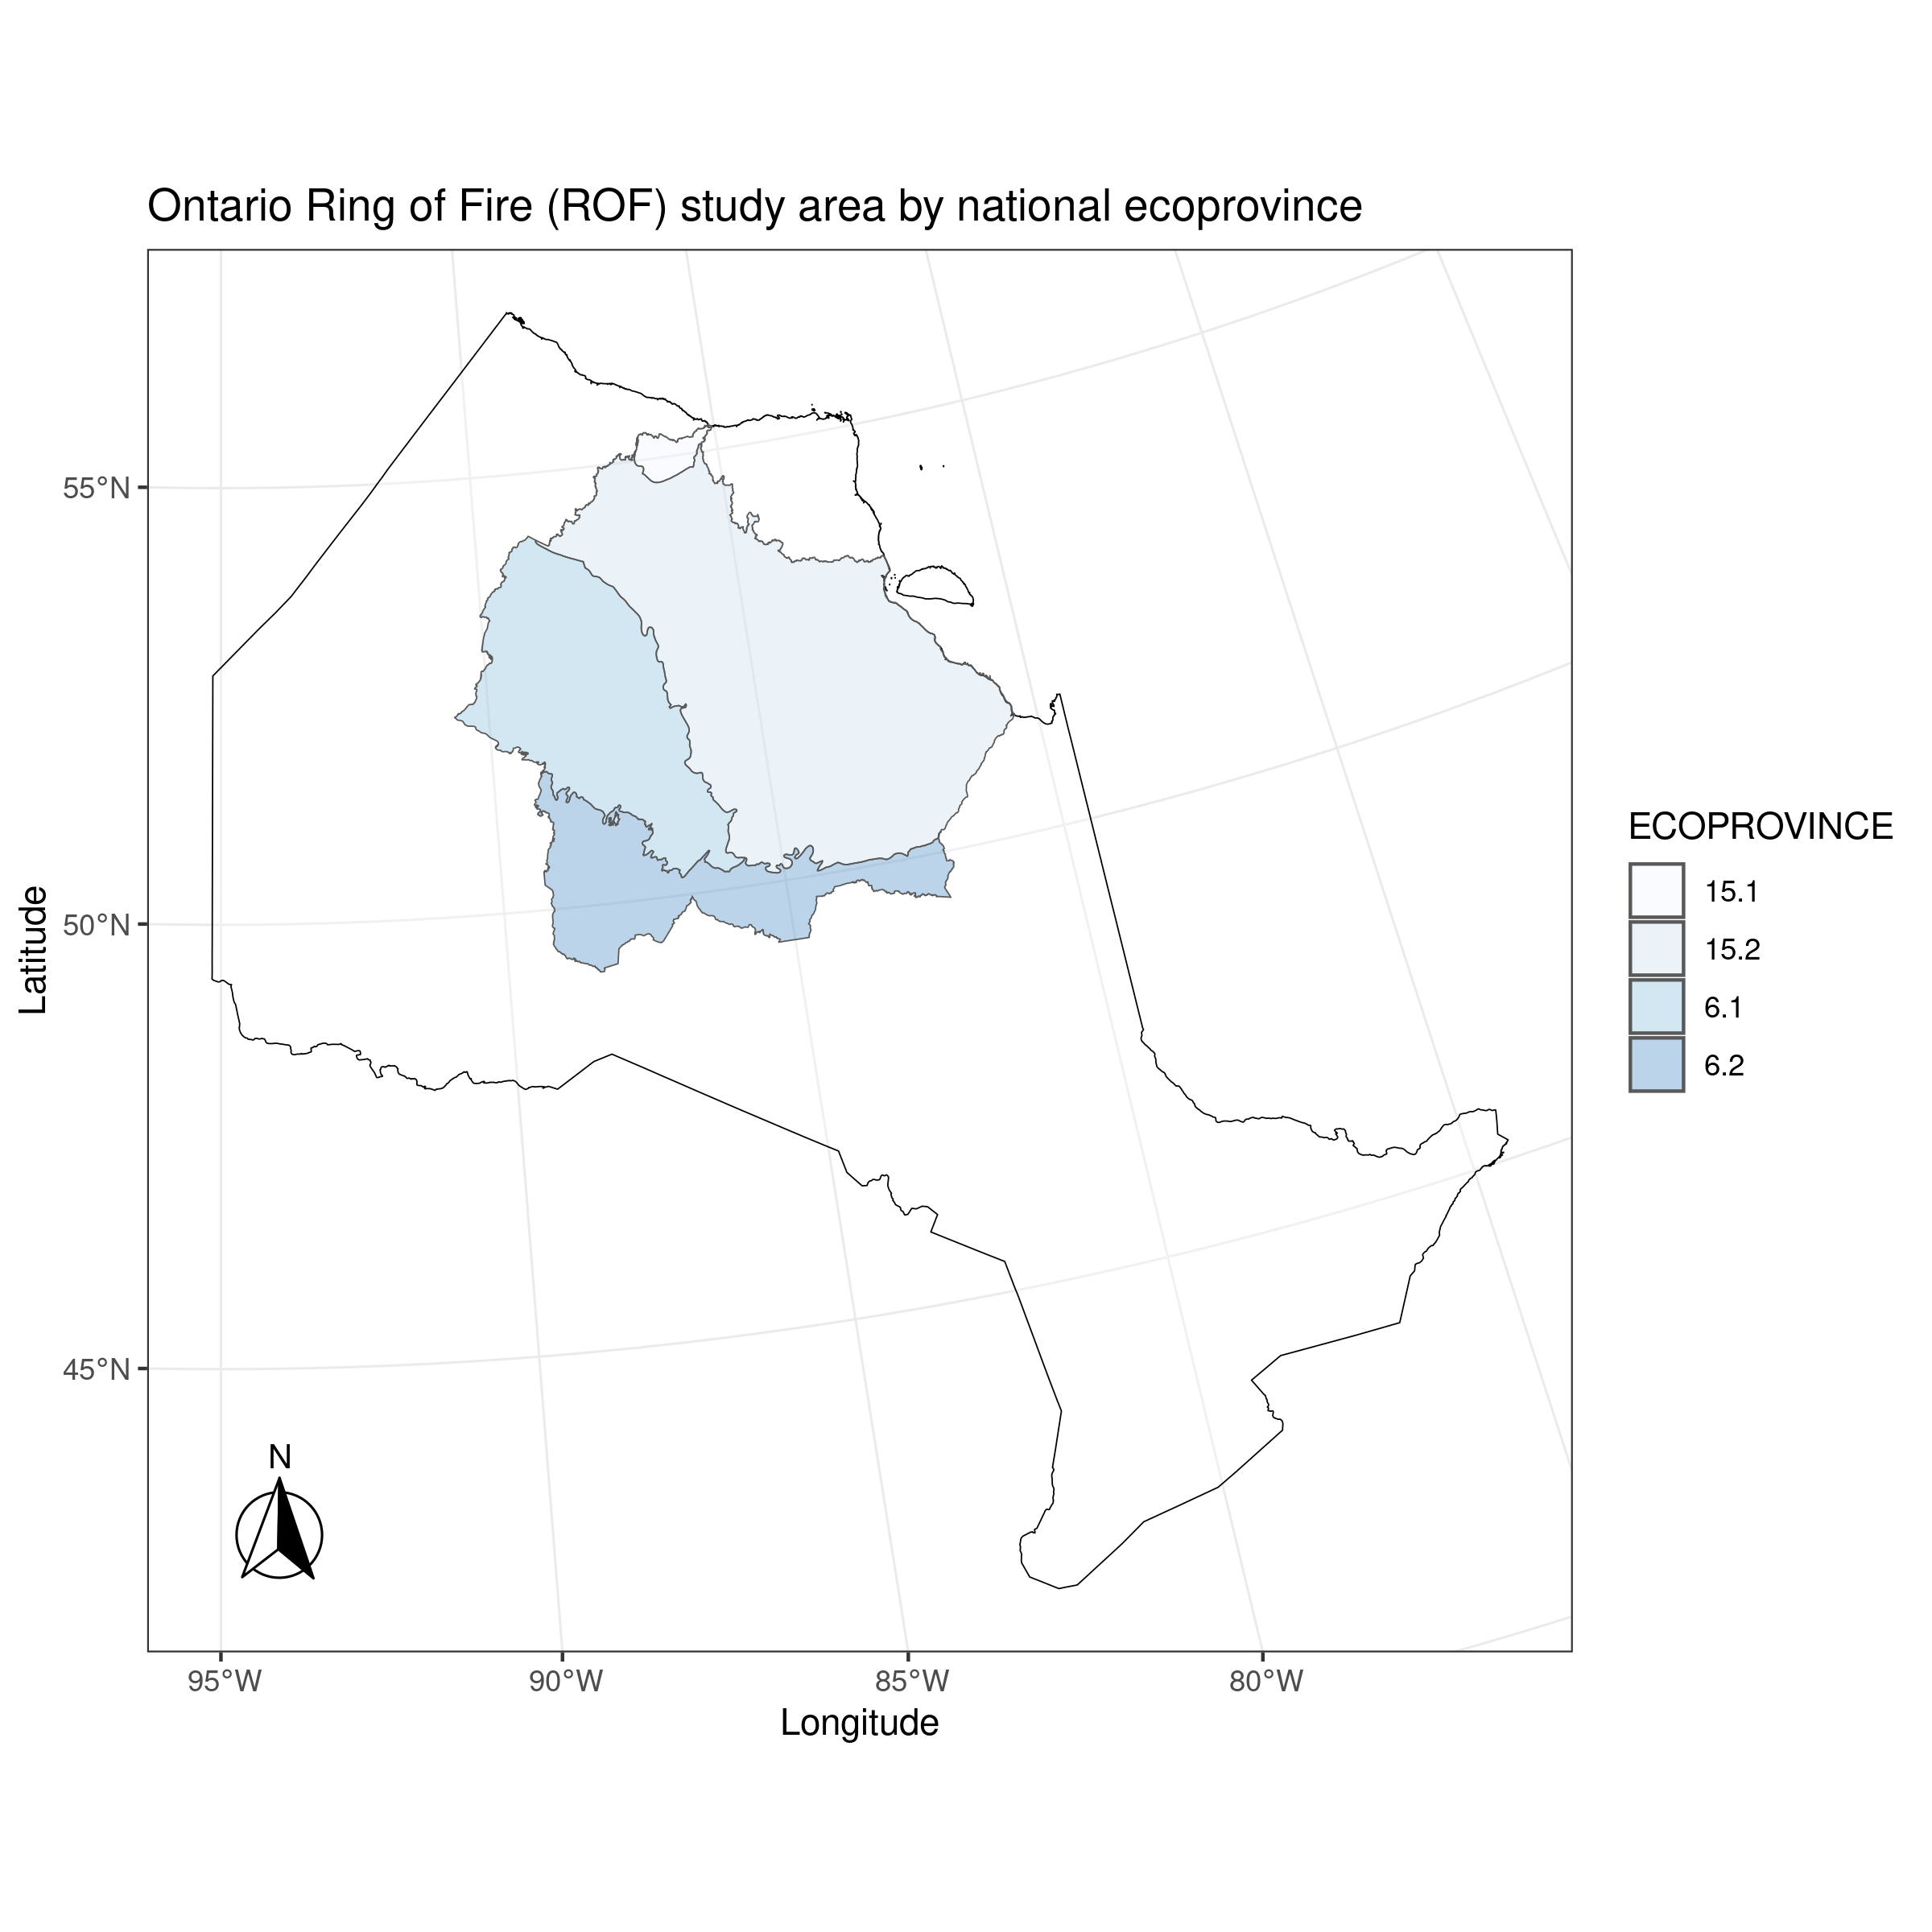 Ontario Ring of Fire (ROF) study area by national ecoprovince
55°N
50°N
45°N
Latitude
N
95°W
90°W
85°W
80°W
Longitude
ECOPROVINCE
15.1
15.2
6.1
6.2